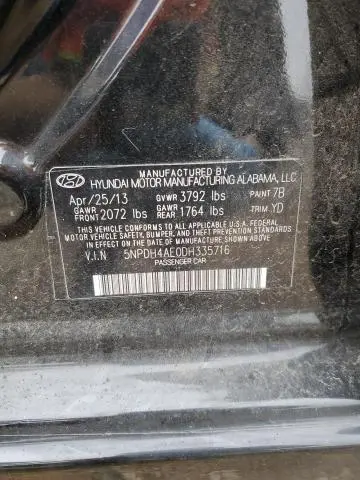 MANUFACTURED BY
HYUNDAI MOTOR MANUFACTURING ALABAMA, LLC
Apr/25/13 GVWR 3792 lbs PAINT 7B
GAWR FRONT 2072 lbs GAWR REAR 1764 lbs TRIM YD
THIS VEHICLE CONFORMS TO ALL APPLICABLE U.S. FEDERAL
MOTOR VEHICLE SAFETY, BUMPER, AND THEFT PREVENTION
STANDARDS IN EFFECT ON THE DATE OF MANUFACTURE SHOWN ABOVE.
V.I.N 5NPDH4AE0DH335716
PASSENGER CAR